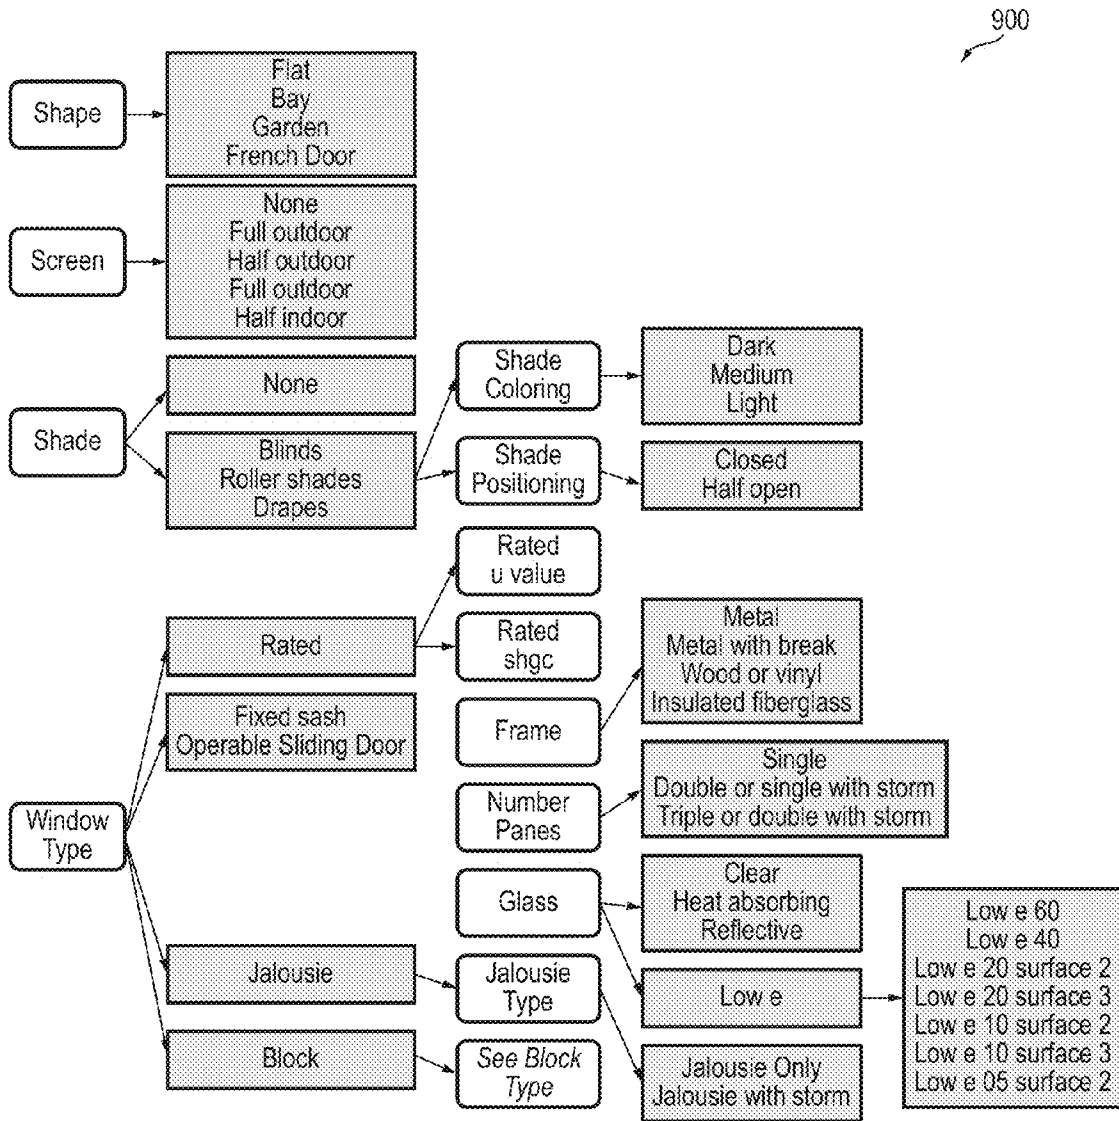 900
Shape
Flat
Bay
Garden
French Door
Screen
None
Full outdoor
Half outdoor
Full outdoor
Half indoor
Shade
None
Blinds
Roller shades
Drapes
Shade
Coloring
Dark
Medium
Light
Shade
Positioning
Closed
Half open
Window
Type
Rated
Rated
u value
Rated
shgc
Fixed sash
Operable Sliding Door
Frame
Metal
Metal with break
Wood or vinyl
Insulated fiberglass
Number
Panes
Single
Double or single with storm
Triple or double with storm
Glass
Clear
Heat absorbing
Reflective
Low e
Low e 60
Low e 40
Low e 20 surface 2
Low e 20 surface 3
Low e 10 surface 2
Low e 10 surface 3
Low e 05 surface 2
Jalousie
Jalousie
Type
Jalousie Only
Jalousie with storm
Block
See Block
Type